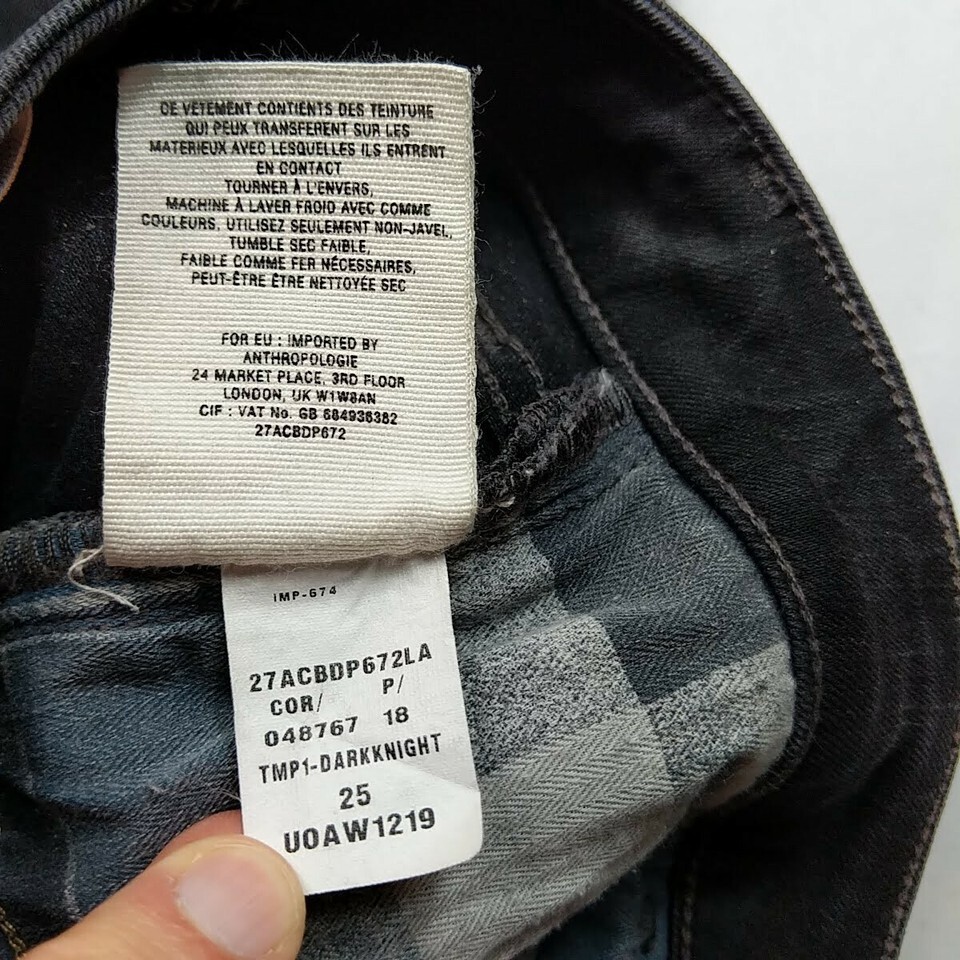 CE VETEMENT CONTIENTS DES TEINTURE
QUI PEUX TRANSFERENT SUR LES
MATERIEUX AVEC LESQUELLES ILS ENTRENT
EN CONTACT
TOURNER À L'ENVERS,
MACHINE À LAVER FROID AVEC COMME
COULEURS, UTILISEZ SEULEMENT NON-JAVEL,
TUMBLE SEC FAIBLE,
FAIBLE COMME FER NÉCESSAIRES,
PEUT-ÊTRE ÊTRE NETTOYÉE SEC
FOR EU : IMPORTED BY
ANTHROPOLOGIE
24 MARKET PLACE, 3RD FLOOR
LONDON, UK W1W8AN
CIF : VAT No. GB 684936382
27ACBDP672
IMP-674
27ACBDP672LA
COR/ P/
048767 18
TMP1-DARKKNIGHT
25
UOAW1219